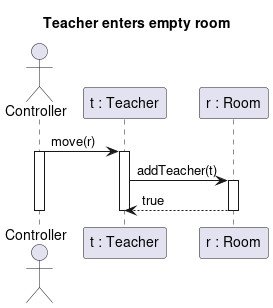 Teacher enters empty room
Controller
t : Teacher
r : Room
move(r)
addTeacher(t)
true
Controller
t : Teacher
r : Room